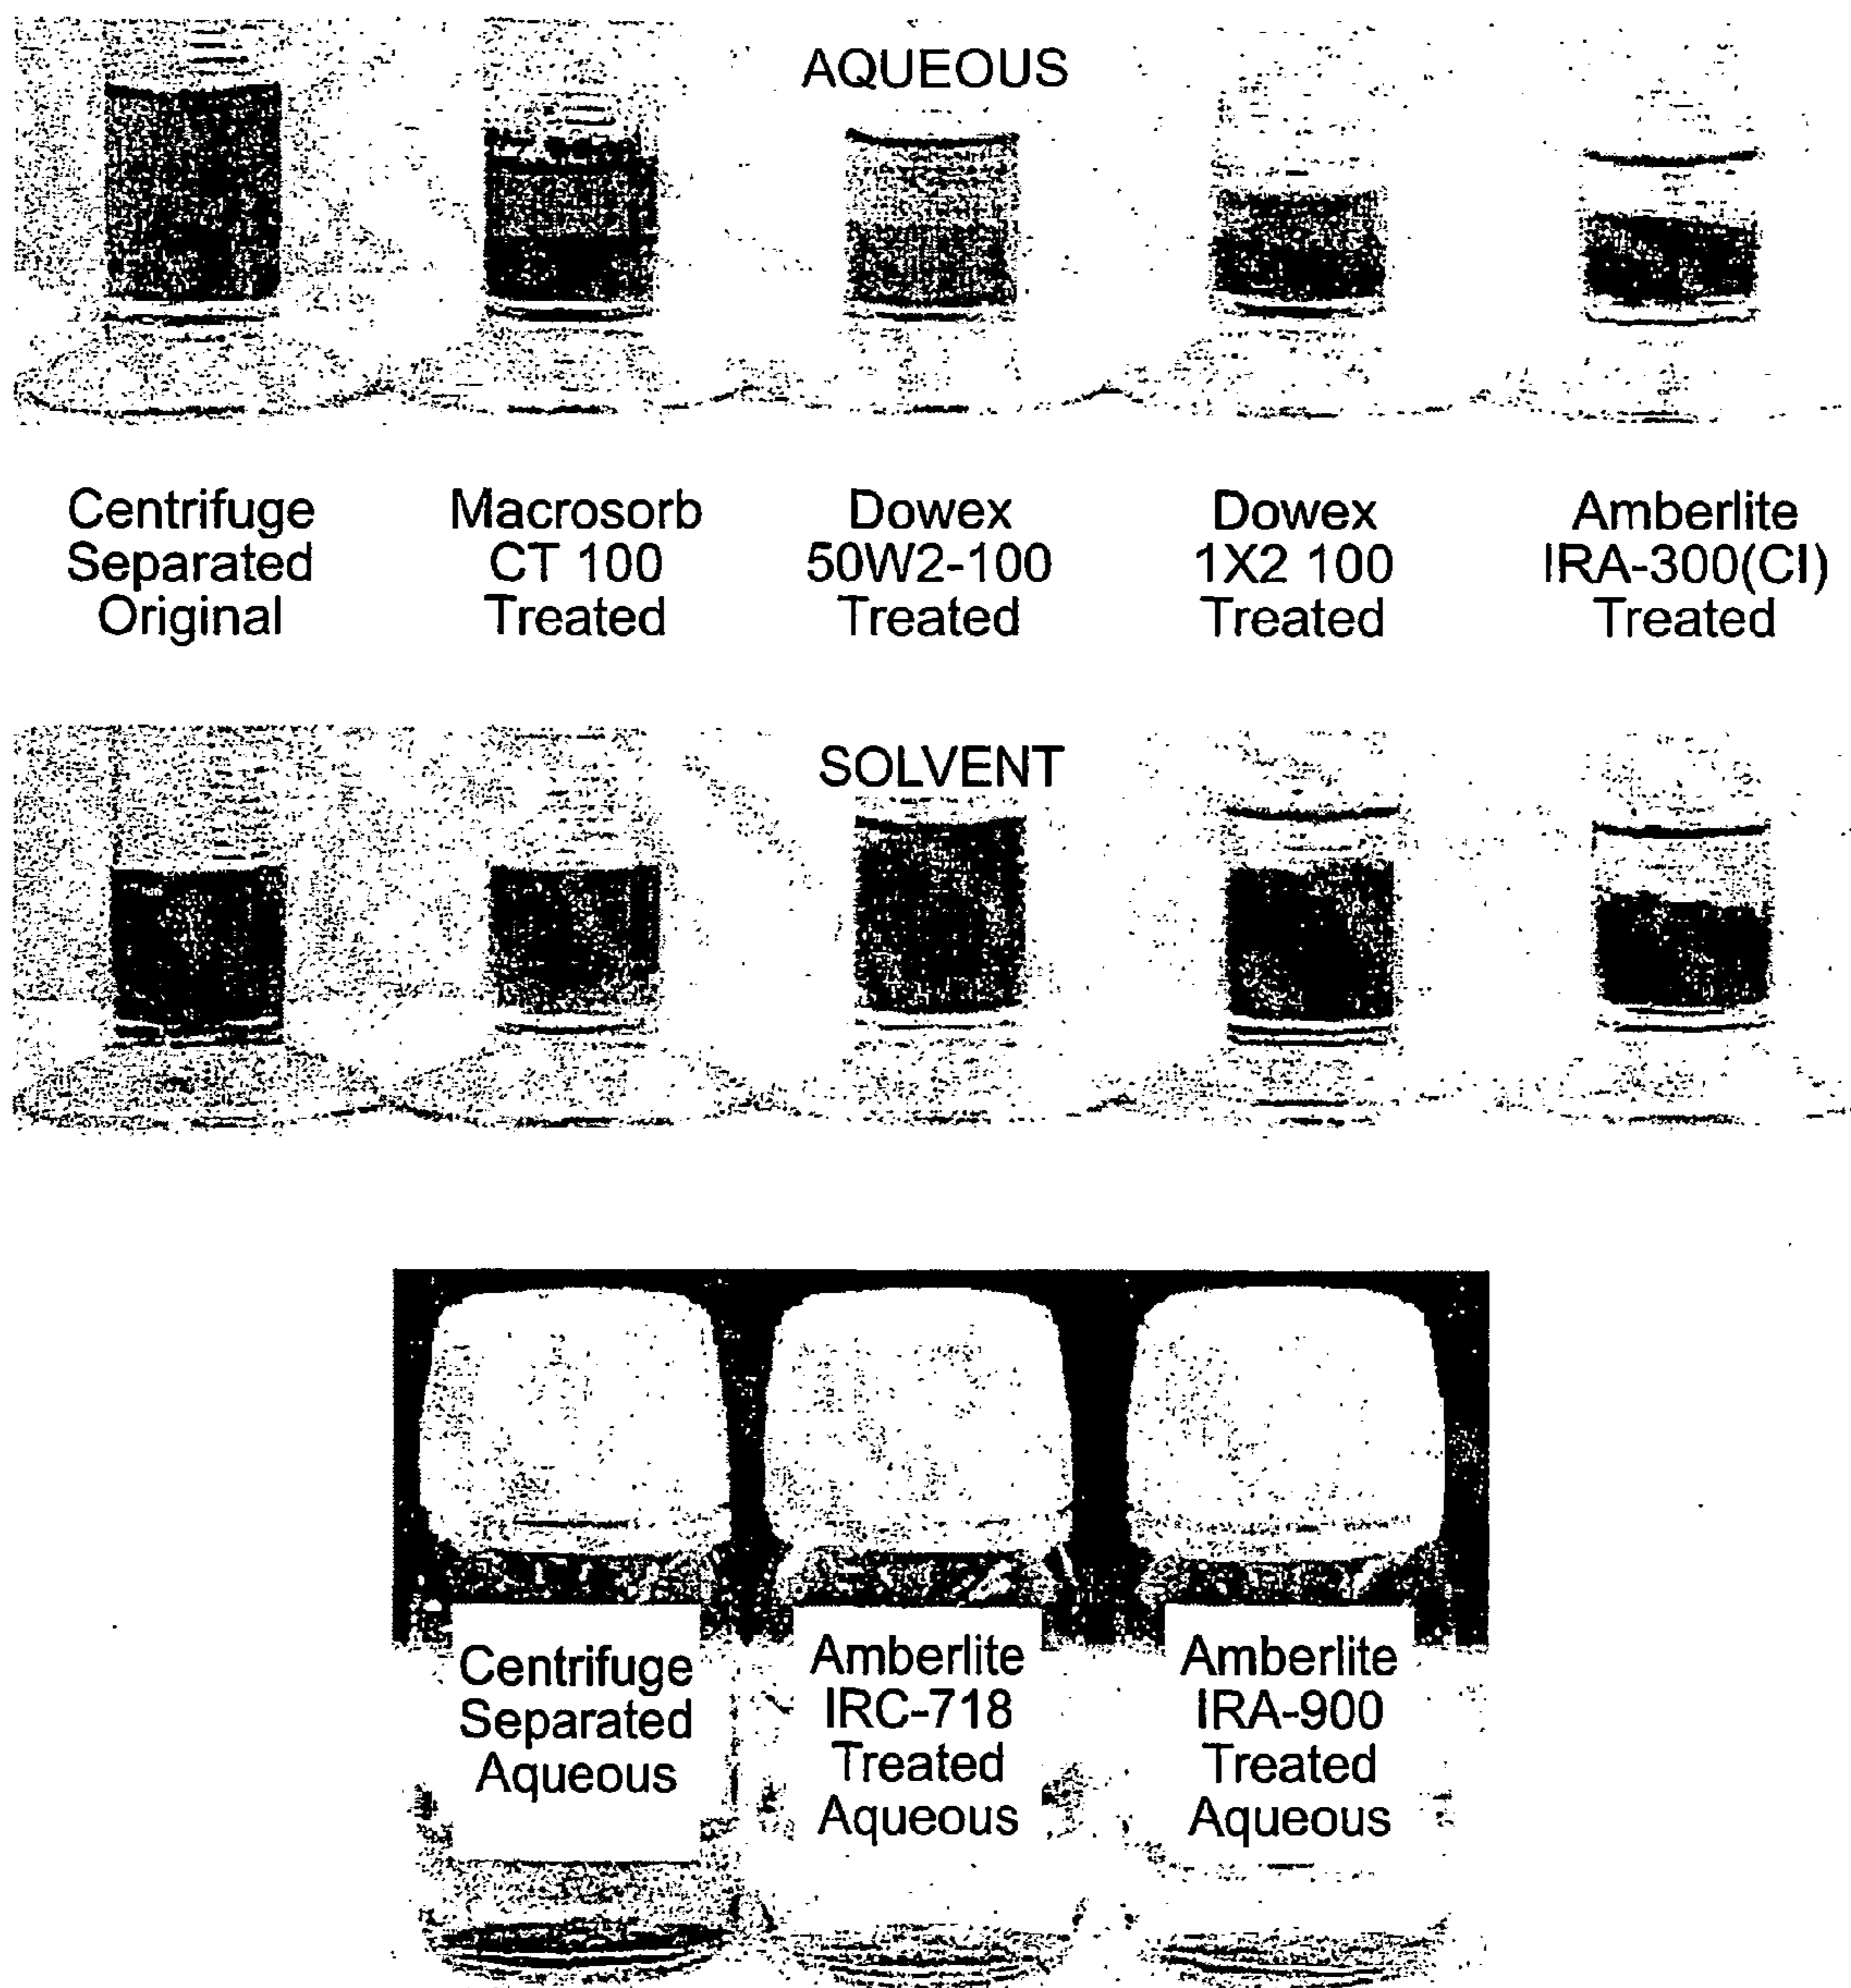 AQUEOUS
Centrifuge
Separated
Original
Macrosorb
CT 100
Treated
Dowex
50W2-100
Treated
Dowex
1X2 100
Treated
Amberlite
IRA-300(CI)
Treated
SOLVENT
Centrifuge
Separated
Aqueous
Amberlite
IRC-718
Treated
Aqueous
Amberlite
IRA-900
Treated
Aqueous